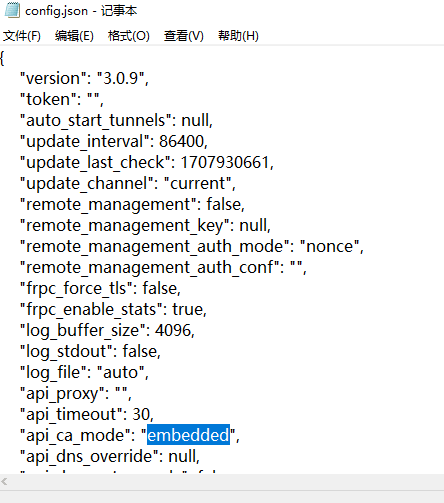 config.json - 记事本
文件(F) 编辑(E) 格式(O) 查看(V) 帮助(H)
{
"version": "3.0.9",
"token": "",
"auto_start_tunnels": null,
"update_interval": 86400,
"update_last_check": 1707930661,
"update_channel": "current",
"remote_management": false,
"remote_management_key": null,
"remote_management_auth_mode": "nonce",
"remote_management_auth_conf": "",
"frpc_force_tls": false,
"frpc_enable_stats": true,
"log_buffer_size": 4096,
"log_stdout": false,
"log_file": "auto",
"api_proxy": "",
"api_timeout": 30,
"api_ca_mode": "embedded",
"api_dns_override": null,